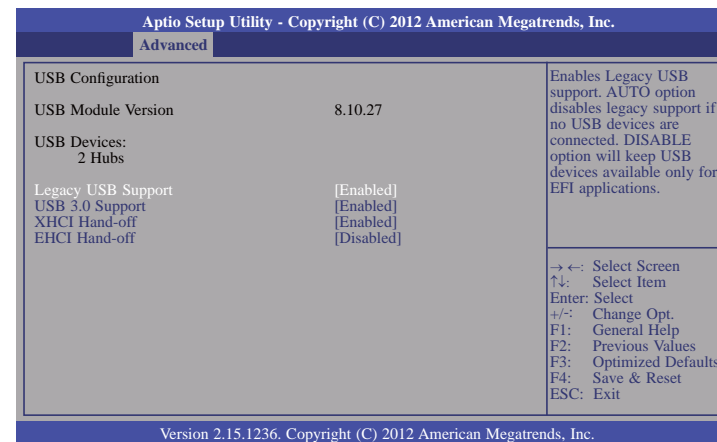 Aptio Setup Utility - Copyright (C) 2012 American Megatrends, Inc.
Advanced
USB Configuration
USB Module Version 8.10.27
USB Devices:
2 Hubs
Legacy USB Support [Enabled]
USB 3.0 Support [Enabled]
XHCI Hand-off [Enabled]
EHCI Hand-off [Disabled]
Enables Legacy USB
support. AUTO option
disables legacy support if
no USB devices are
connected. DISABLE
option will keep USB
devices available only for
EFI applications.
→ ←: Select Screen
↑↓: Select Item
Enter: Select
+/-: Change Opt.
F1: General Help
F2: Previous Values
F3: Optimized Defaults
F4: Save & Reset
ESC: Exit
Version 2.15.1236. Copyright (C) 2012 American Megatrends, Inc.